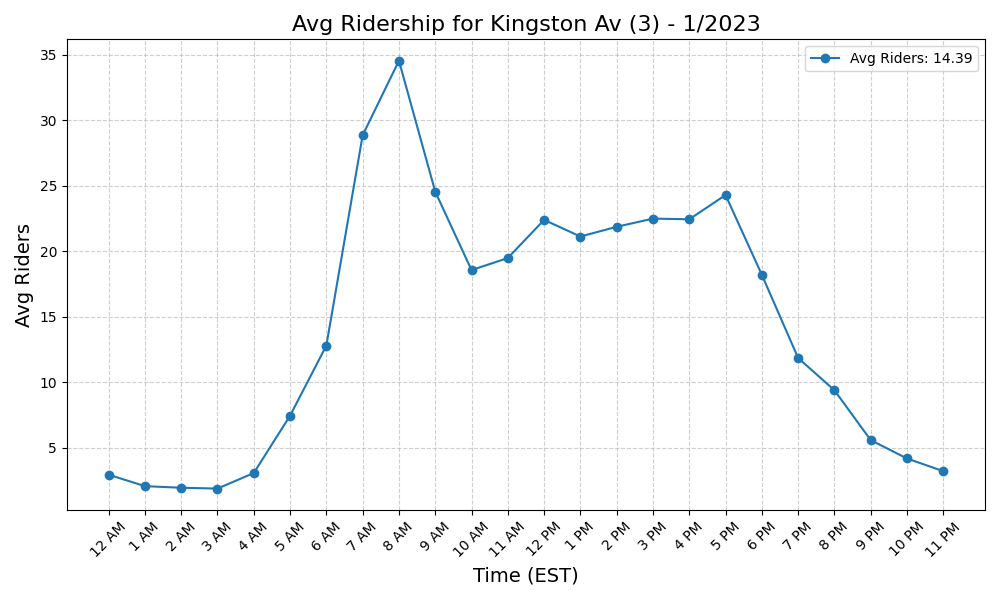 Avg Ridership for Kingston Av (3) - 1/2023
Avg Riders: 14.39
35
30
25
20
15
10
5
Avg Riders
12 AM
1 AM
2 AM
3 AM
4 AM
5 AM
6 AM
7 AM
8 AM
9 AM
10 AM
11 AM
12 PM
1 PM
2 PM
3 PM
4 PM
5 PM
6 PM
7 PM
8 PM
9 PM
10 PM
11 PM
Time (EST)